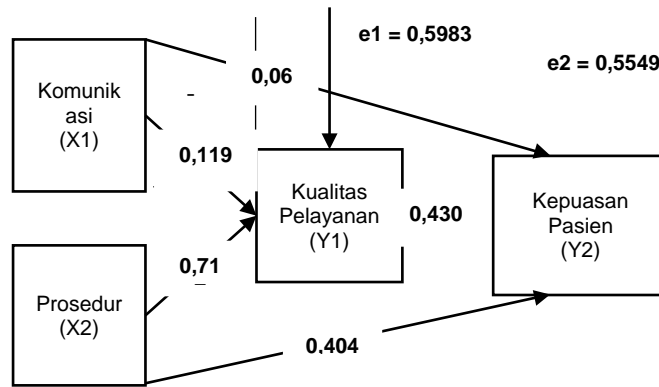 e1 = 0,5983
e2 = 0,5549
0,06
Komunik
asi
(X1)
0,119
Kualitas
Pelayanan
(Y1)
0,430
Kepuasan
Pasien
(Y2)
0,71
Prosedur
(X2)
0,404